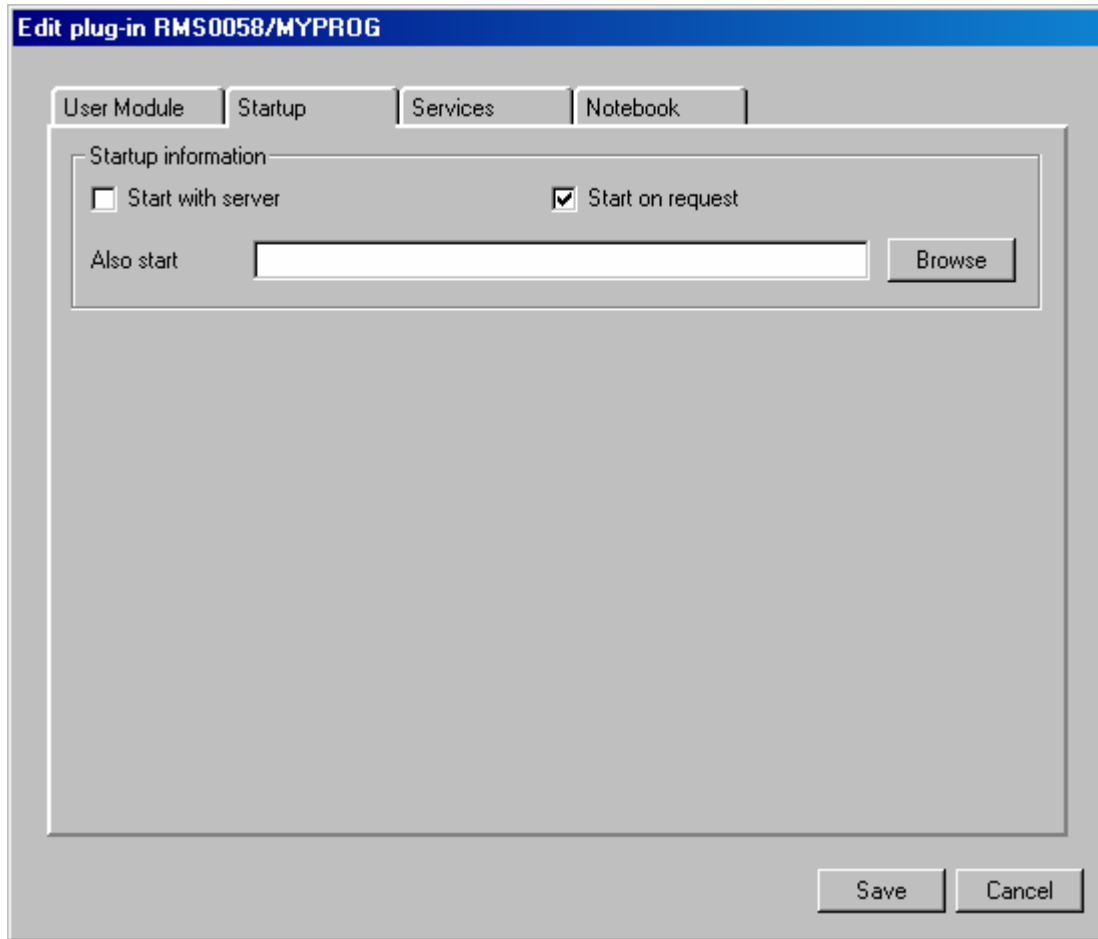 Edit plug-in RMS0058/MYPROG
User Module Startup Services Notebook
Startup information
Start with server Start on request
Also start Browse
Save Cancel